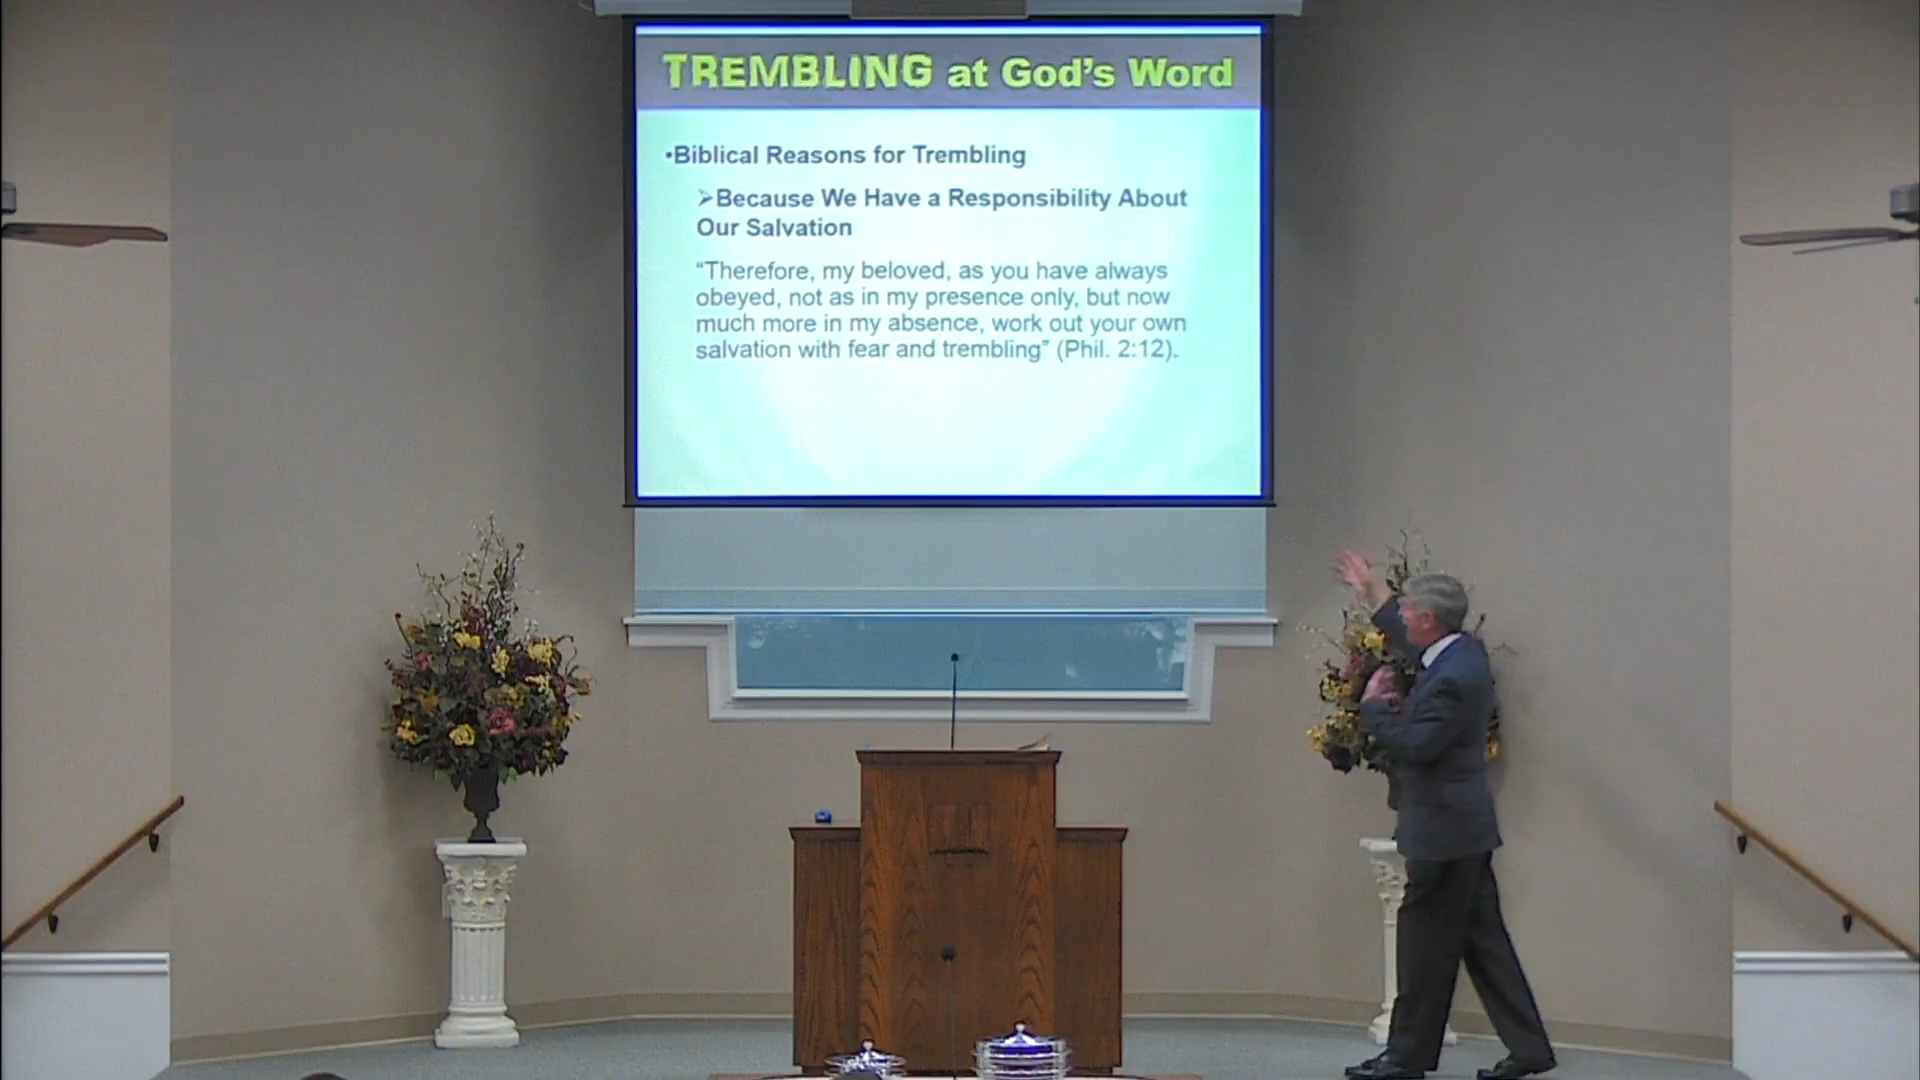 TREMBLING at God's Word
•Biblical Reasons for Trembling
➢Because We Have a Responsibility About
Our Salvation
“Therefore, my beloved, as you have always
obeyed, not as in my presence only, but now
much more in my absence, work out your own
salvation with fear and trembling” (Phil. 2:12).